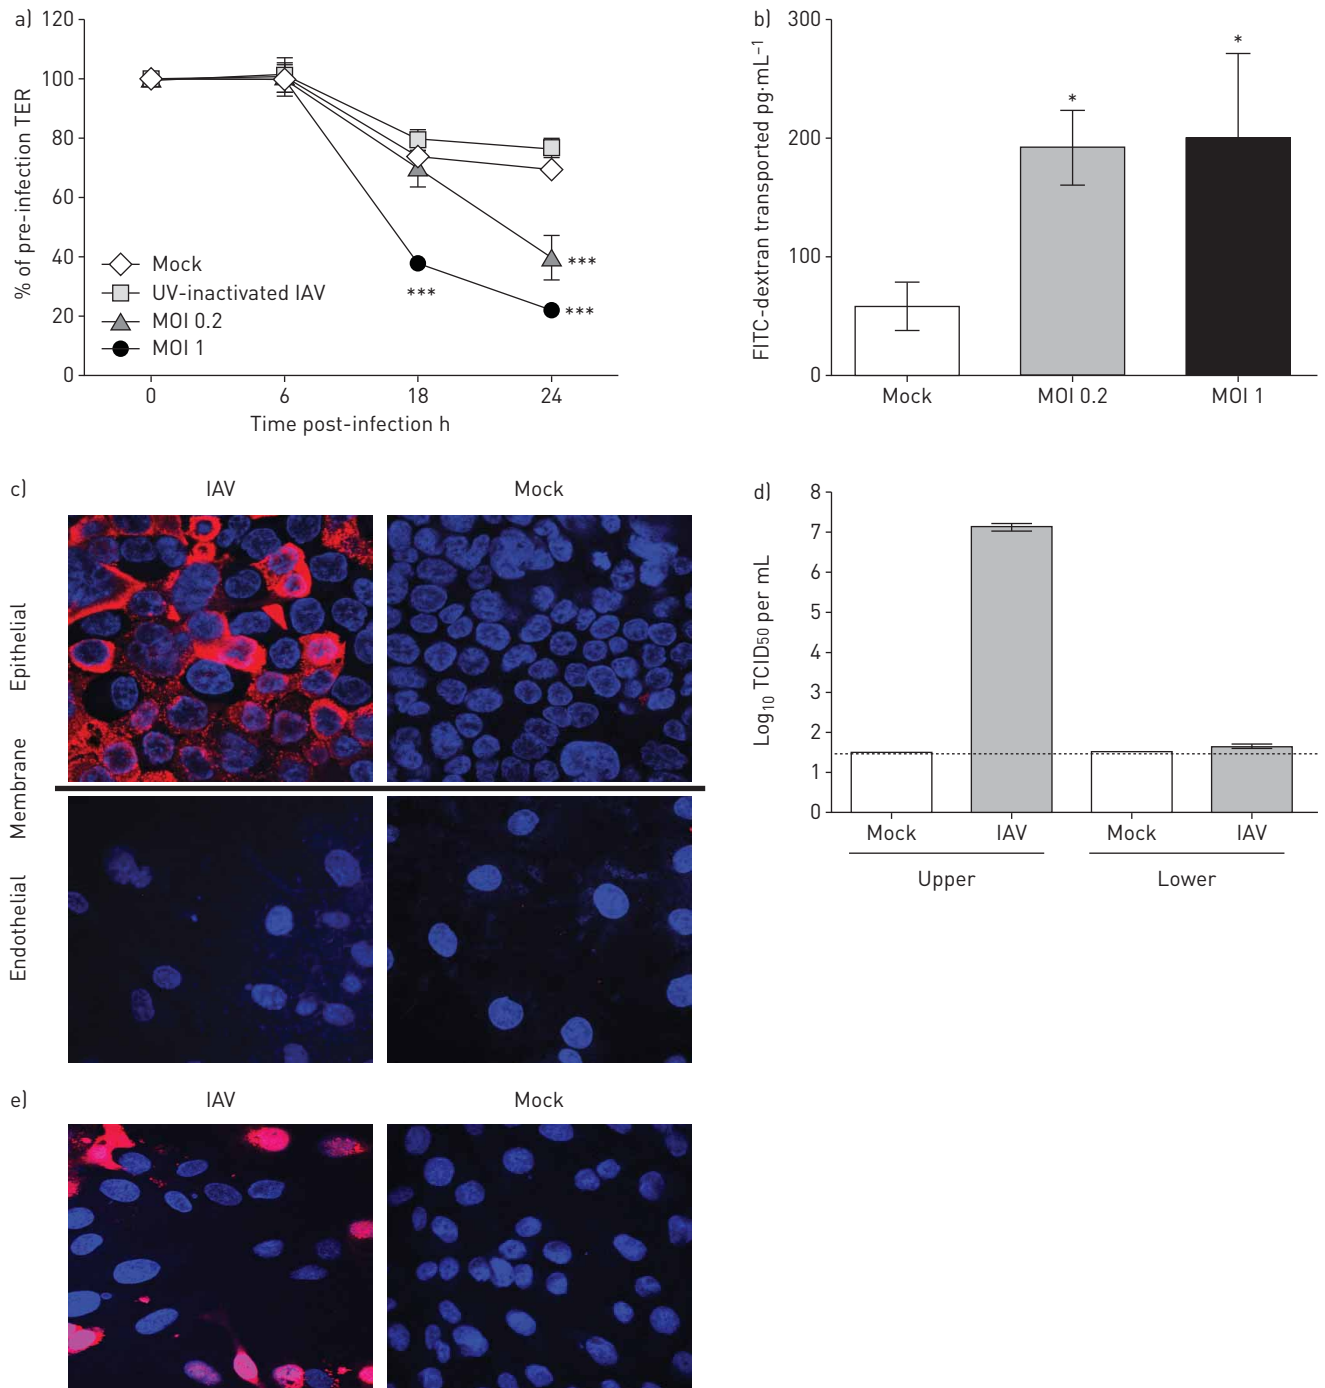 a)
120
100
80
60
40
20
0
% of pre-infection TER
Mock
UV-inactivated IAV
MOI 0.2
MOI 1
***
***
***
0 6 18 24
Time post-infection h
b)
300
200
100
0
FITC-dextran transported pg·mL⁻¹
*
*
Mock MOI 0.2 MOI 1
c)
IAV Mock
Epithelial
Membrane
Endothelial
d)
8
7
6
5
4
3
2
1
0
Log₁₀ TCID₅₀ per mL
Mock IAV Mock IAV
Upper Lower
e)
IAV Mock